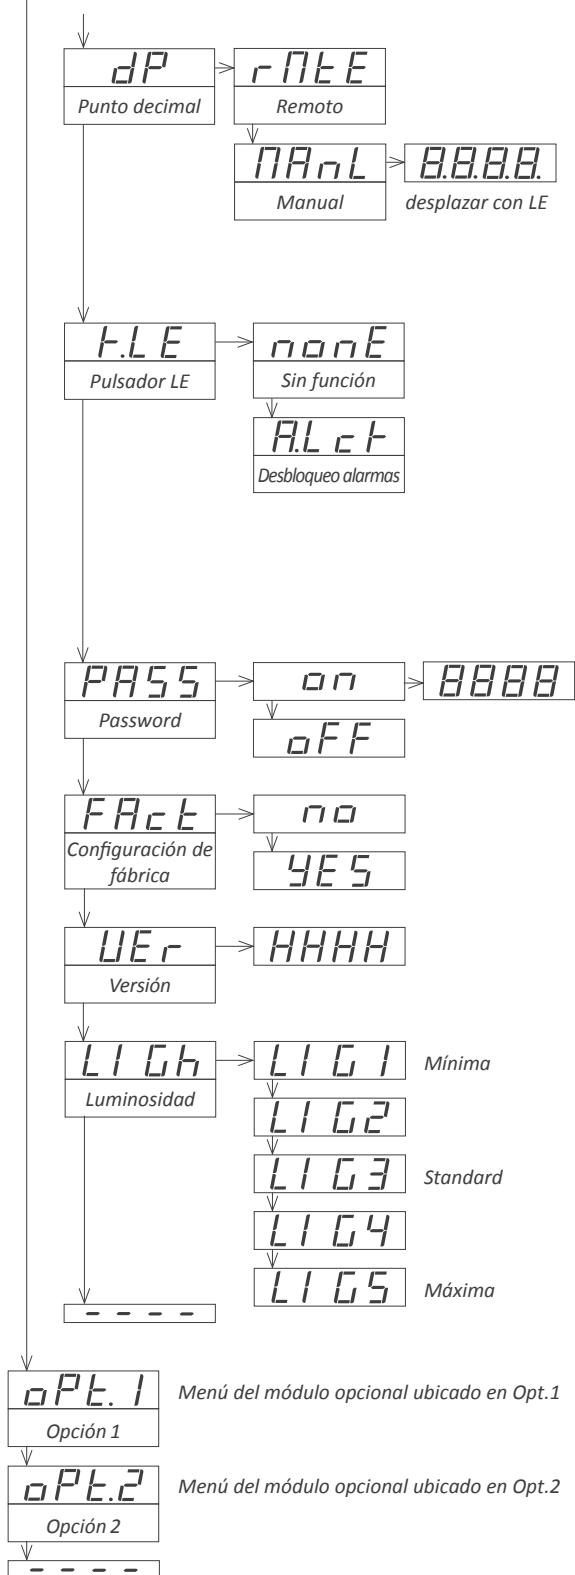 dP
rMtE
Punto decimal
Remoto
MAnL
8.8.8.8.
Manual
desplazar con LE
k.LE
nonE
Pulsador LE
Sin función
A.Lck
Desbloqueo alarmas
PASS
on
8888
Password
oFF
FAct
no
Configuración de
fábrica
YES
VEr
HHHH
Versión
LIGh
LIG1
Mínima
Luminosidad
LIG2
LIG3
Standard
LIG4
LIG5
Máxima
----
oPt.1
Menú del módulo opcional ubicado en Opt.1
Opción 1
oPt.2
Menú del módulo opcional ubicado en Opt.2
Opción 2
----